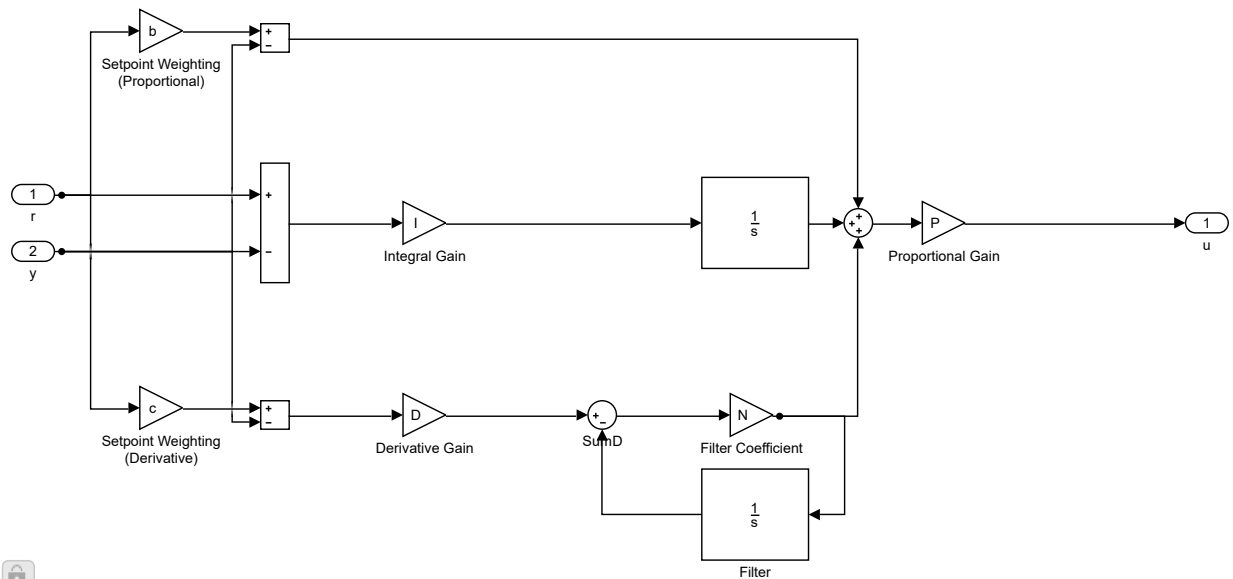 b
+
−
Setpoint Weighting
(Proportional)
1
r
+
2
y
−
I
Integral Gain
1
s
+
+
+
P
Proportional Gain
1
u
c
+
−
Setpoint Weighting
(Derivative)
D
Derivative Gain
+
−
SumD
N
Filter Coefficient
1
s
Filter